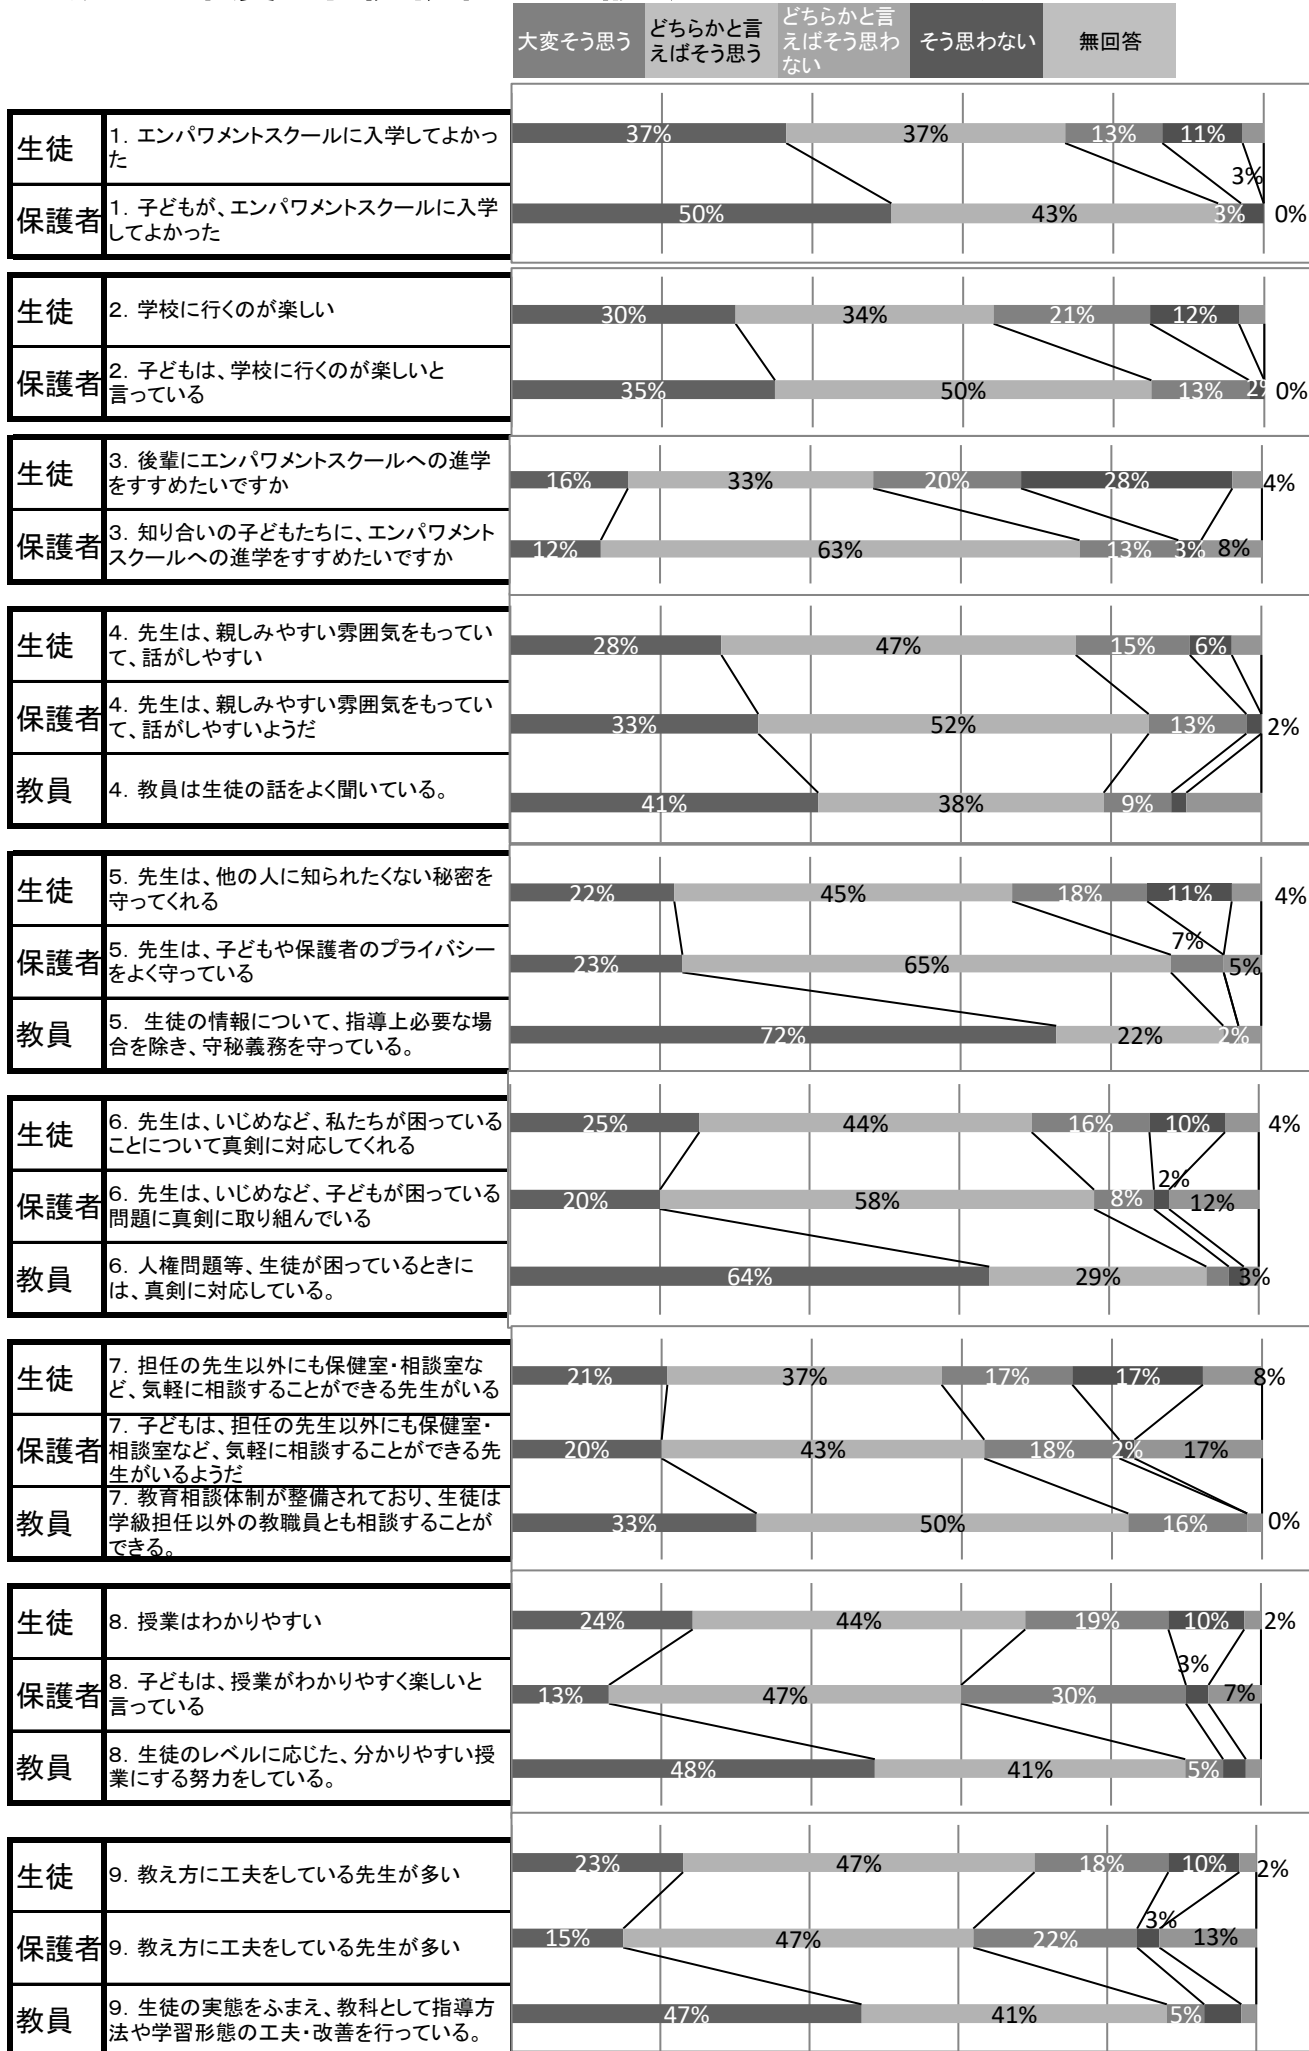 大変そう思う
どちらかと言
えばそう思う
どちらかと言
えばそう思わ
ない
そう思わない
無回答
生徒
1．エンパワメントスクールに入学してよかっ
た
37%
37%
13%
11%
3%
保護者
1．子どもが、エンパワメントスクールに入学
してよかった
50%
43%
3%
0%
生徒
2．学校に行くのが楽しい
30%
34%
21%
12%
保護者
2．子どもは、学校に行くのが楽しいと
言っている
35%
50%
13%
2%
0%
生徒
3．後輩にエンパワメントスクールへの進学
をすすめたいですか
16%
33%
20%
28%
4%
保護者
3．知り合いの子どもたちに、エンパワメント
スクールへの進学をすすめたいですか
12%
63%
13%
3%
8%
生徒
4．先生は、親しみやすい雰囲気をもってい
て、話がしやすい
28%
47%
15%
6%
保護者
4．先生は、親しみやすい雰囲気をもってい
て、話がしやすいようだ
33%
52%
13%
2%
教員
4．教員は生徒の話をよく聞いている。
41%
38%
9%
生徒
5．先生は、他の人に知られたくない秘密を
守ってくれる
22%
45%
18%
11%
4%
保護者
5．先生は、子どもや保護者のプライバシー
をよく守っている
23%
65%
7%
5%
教員
5． 生徒の情報について、指導上必要な場
合を除き、守秘義務を守っている。
72%
22%
2%
生徒
6．先生は、いじめなど、私たちが困っている
ことについて真剣に対応してくれる
25%
44%
16%
10%
4%
保護者
6．先生は、いじめなど、子どもが困っている
問題に真剣に取り組んでいる
20%
58%
8%
2%
12%
教員
6．人権問題等、生徒が困っているときに
は、真剣に対応している。
64%
29%
3%
生徒
7．担任の先生以外にも保健室・相談室な
ど、気軽に相談することができる先生がいる
21%
37%
17%
17%
8%
保護者
7．子どもは、担任の先生以外にも保健室・
相談室など、気軽に相談することができる先
生がいるようだ
20%
43%
18%
2%
17%
教員
7．教育相談体制が整備されており、生徒は
学級担任以外の教職員とも相談することが
できる。
33%
50%
16%
0%
生徒
8．授業はわかりやすい
24%
44%
19%
10%
2%
保護者
8．子どもは、授業がわかりやすく楽しいと
言っている
13%
47%
30%
3%
7%
教員
8．生徒のレベルに応じた、分かりやすい授
業にする努力をしている。
48%
41%
5%
生徒
9．教え方に工夫をしている先生が多い
23%
47%
18%
10%
2%
保護者
9．教え方に工夫をしている先生が多い
15%
47%
22%
3%
13%
教員
9．生徒の実態をふまえ、教科として指導方
法や学習形態の工夫・改善を行っている。
47%
41%
5%